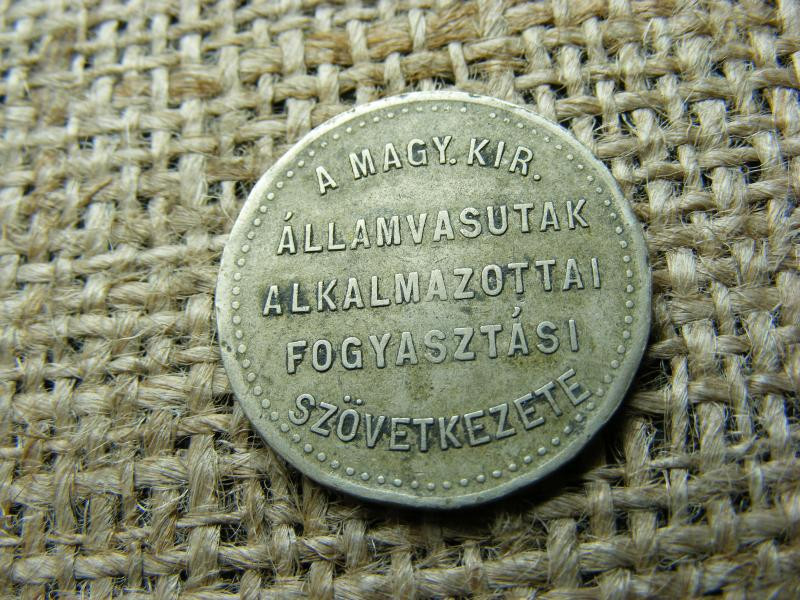 A MAGY. KIR.
ÁLLAMVASUTAK
ALKALMAZOTTAI
FOGYASZTÁSI
SZÖVETKEZETE